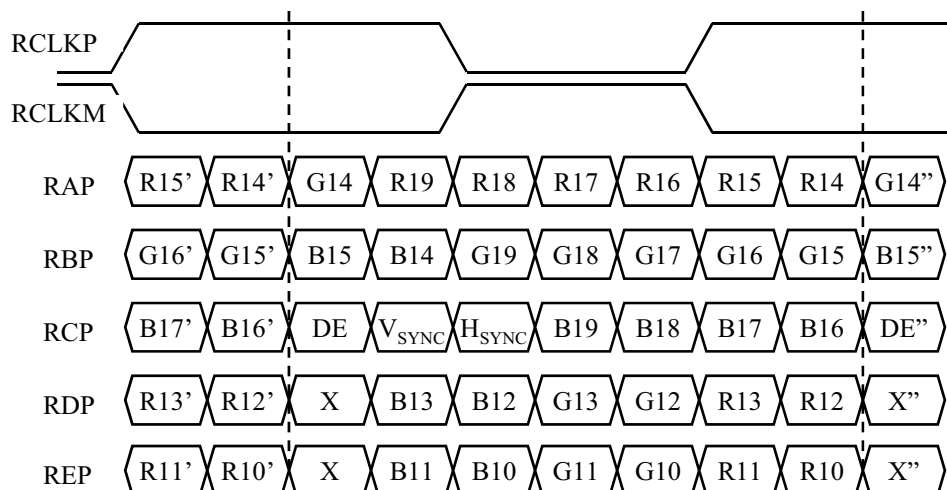 RCLKP
RCLKM
RAP R15’ R14’ G14 R19 R18 R17 R16 R15 R14 G14”
RBP G16’ G15’ B15 B14 G19 G18 G17 G16 G15 B15”
RCP B17’ B16’ DE VSYNC HSYNC B19 B18 B17 B16 DE”
RDP R13’ R12’ X B13 B12 G13 G12 R13 R12 X”
REP R11’ R10’ X B11 B10 G11 G10 R11 R10 X”